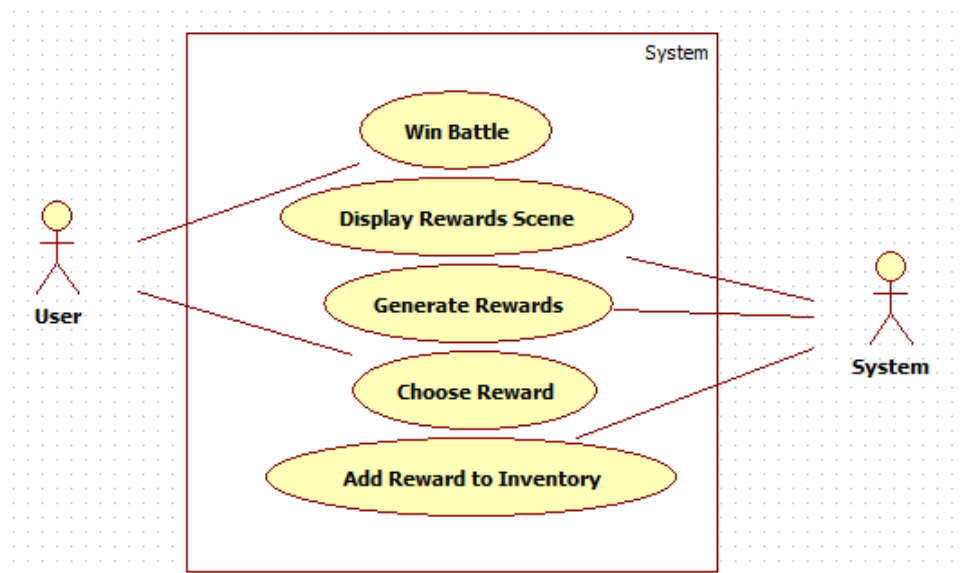 System
Win Battle
Display Rewards Scene
Generate Rewards
User
System
Choose Reward
Add Reward to Inventory